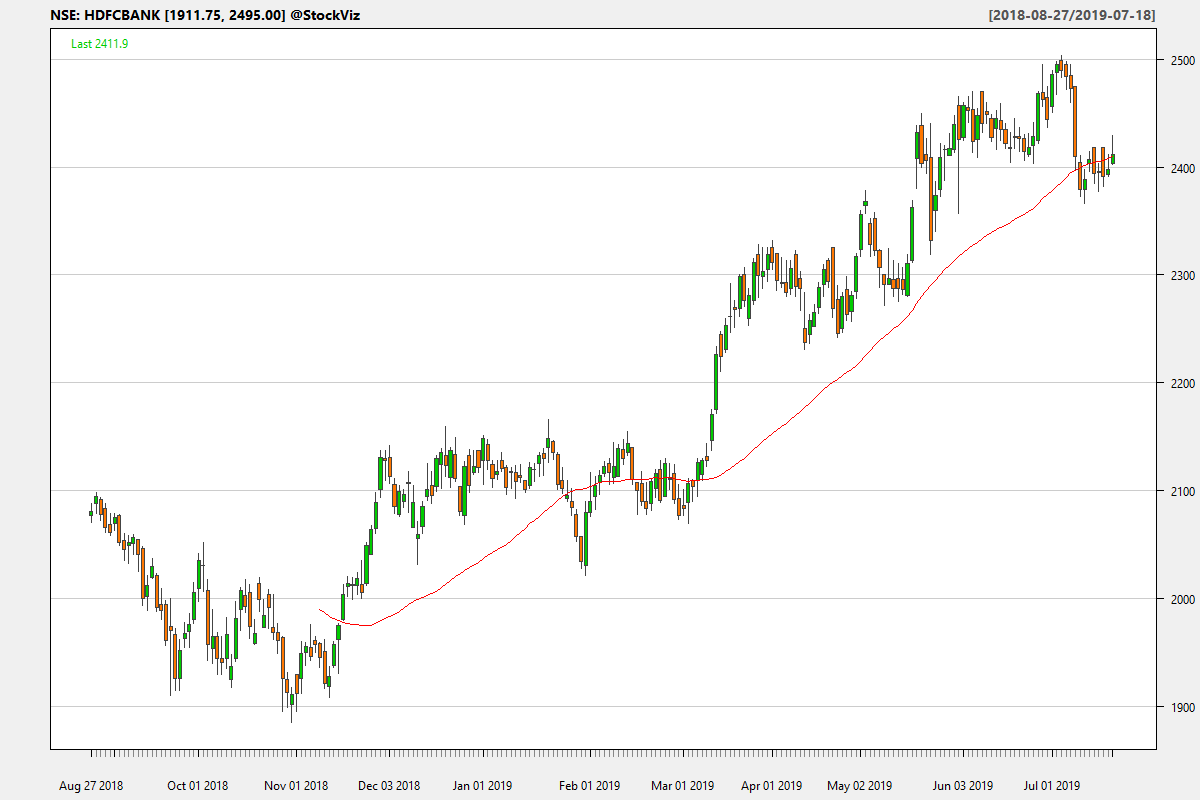 NSE: HDFCBANK [1911.75, 2495.00] @StockViz
[2018-08-27/2019-07-18]
Last 2411.9
2500
2400
2300
2200
2100
2000
1900
Aug 27 2018
Oct 01 2018
Nov 01 2018
Dec 03 2018
Jan 01 2019
Feb 01 2019
Mar 01 2019
Apr 01 2019
May 02 2019
Jun 03 2019
Jul 01 2019